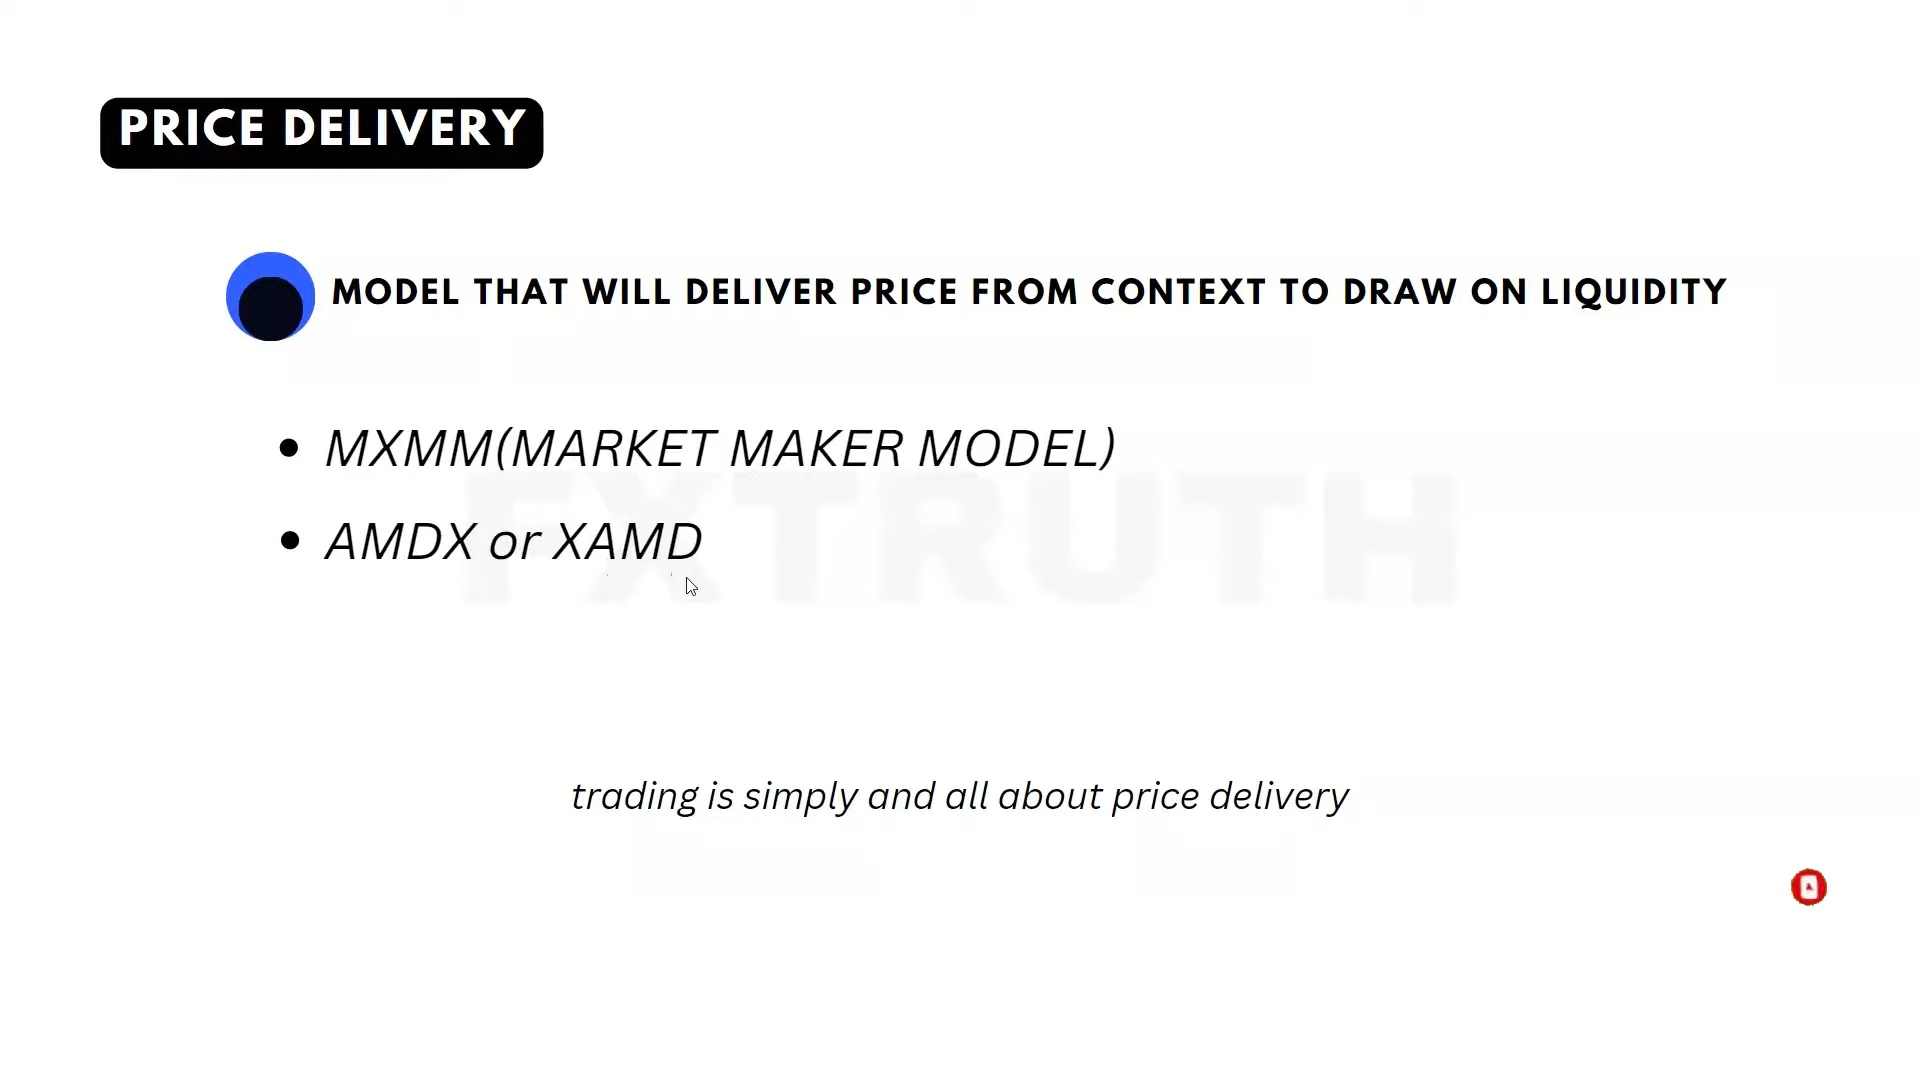 PRICE DELIVERY
MODEL THAT WILL DELIVER PRICE FROM CONTEXT TO DRAW ON LIQUIDITY
• MXMM(MARKET MAKER MODEL)
• AMDX or XAMD
FXTRUTH
trading is simply and all about price delivery